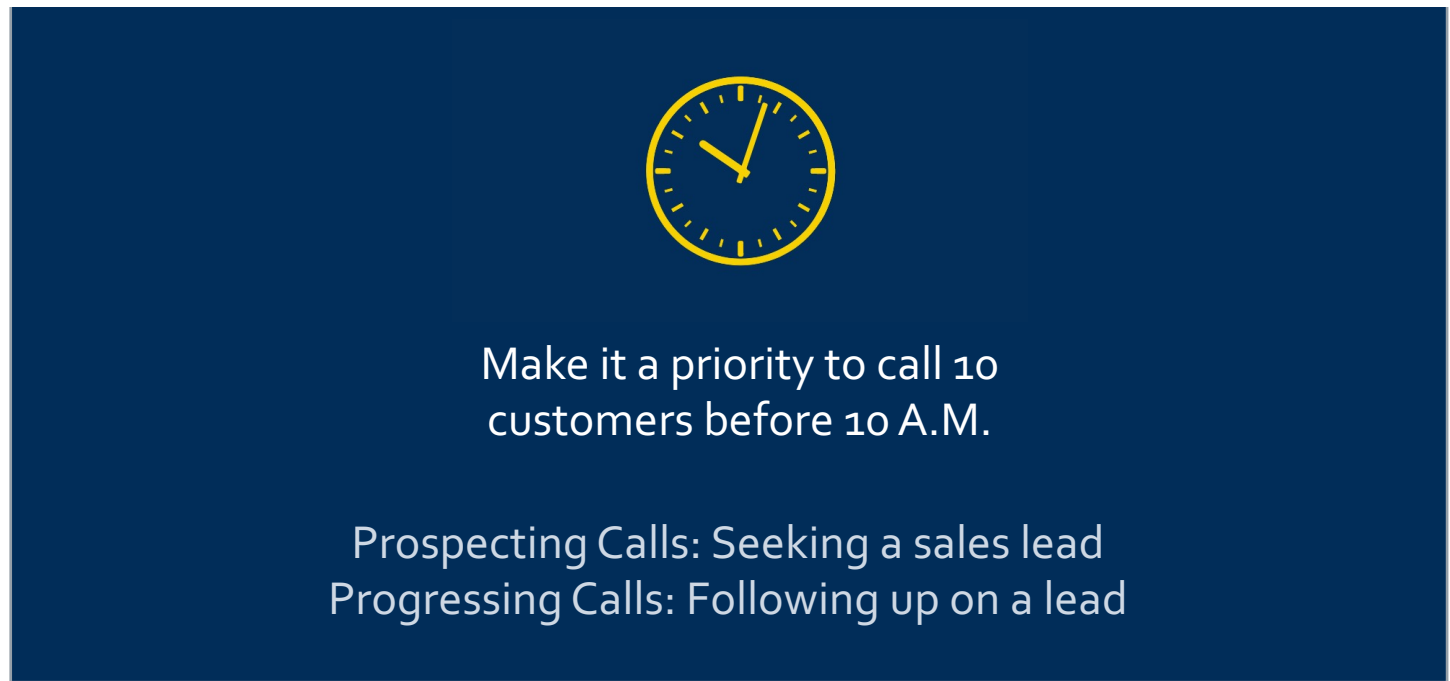 Make it a priority to call 10
customers before 10 A.M.
Prospecting Calls: Seeking a sales lead
Progressing Calls: Following up on a lead